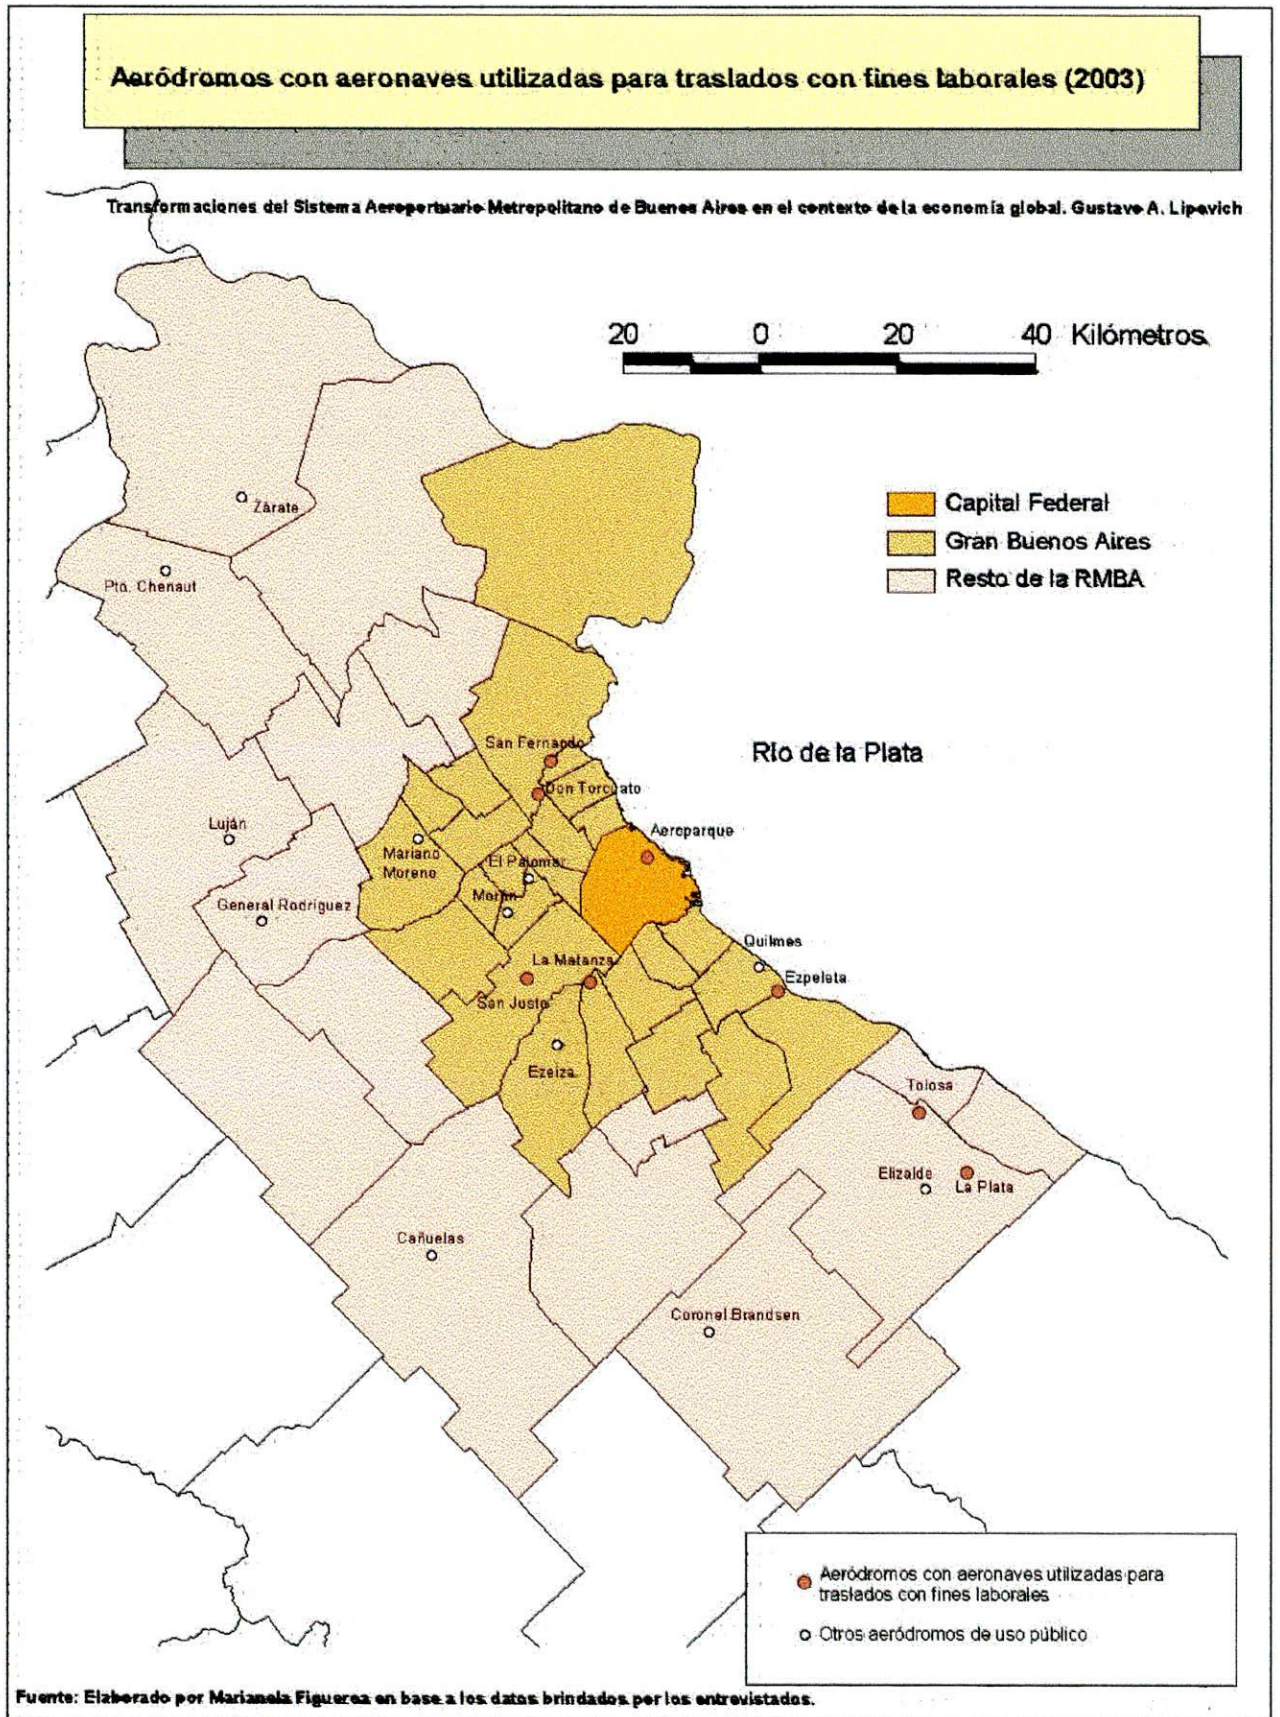 Aeródromos con aeronaves utilizadas para traslados con fines laborales (2003)
Transformaciones del Sistema Aeroportuario Metropolitano de Buenos Aires en el contexto de la economía global. Gustavo A. Lipovich
20 0 20 40 Kilómetros
Capital Federal
Gran Buenos Aires
Resto de la RMBA
Zárate
Pto. Chenaut
San Fernando
Río de la Plata
Don Torcuato
Luján
Aeroparque
Mariano
Moreno
El Palomar
Morón
General Rodríguez
Quilmes
La Matanza
Ezpeleta
San Justo
Ezeiza
Tolosa
Elizalde
La Plata
Cañuelas
Coronel Brandsen
Aeródromos con aeronaves utilizadas para
traslados con fines laborales
Otros aeródromos de uso público
Fuente: Elaborado por Marianela Figueroa en base a los datos brindados por los entrevistados.